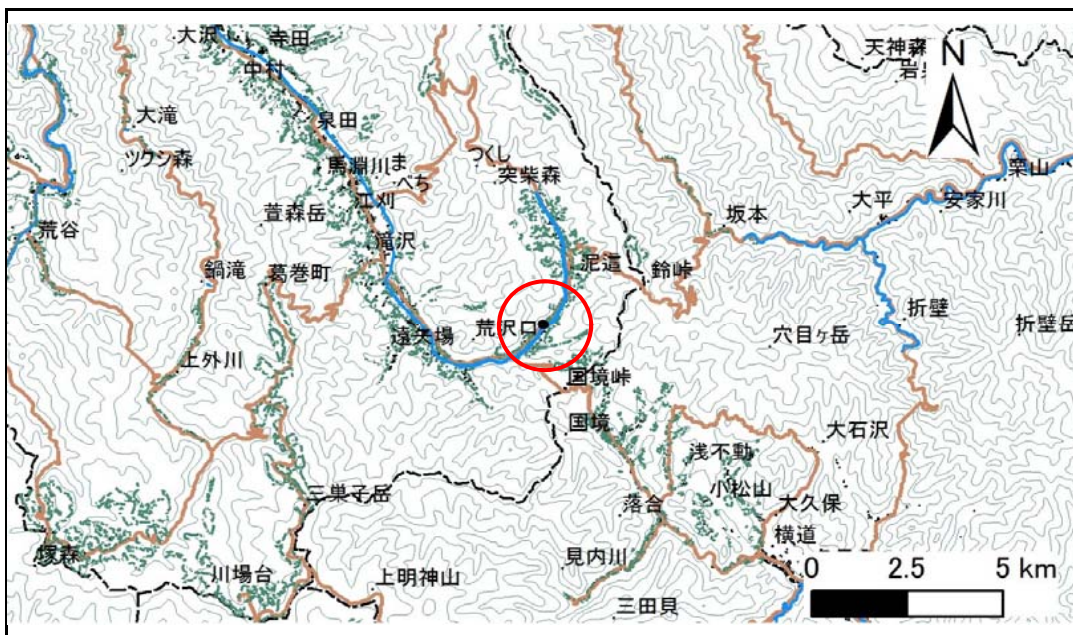 大沢
寺田
中村
天神森
岩泉
N
大滝
泉田
ツクシ森
馬淵川
まべち
つくし
突柴森
江刈
栗山
大平
安家川
萱森岳
坂本
荒谷
滝沢
泥這
鈴峠
鍋滝
葛巻町
折壁
遠矢場
荒沢口
穴目ヶ岳
折壁岳
上外川
国境峠
国境
大石沢
浅不動
小松山
三巣子岳
落合
大久保
横道
塚森
川場台
上明神山
見内川
三田貝
0 2.5 5 km